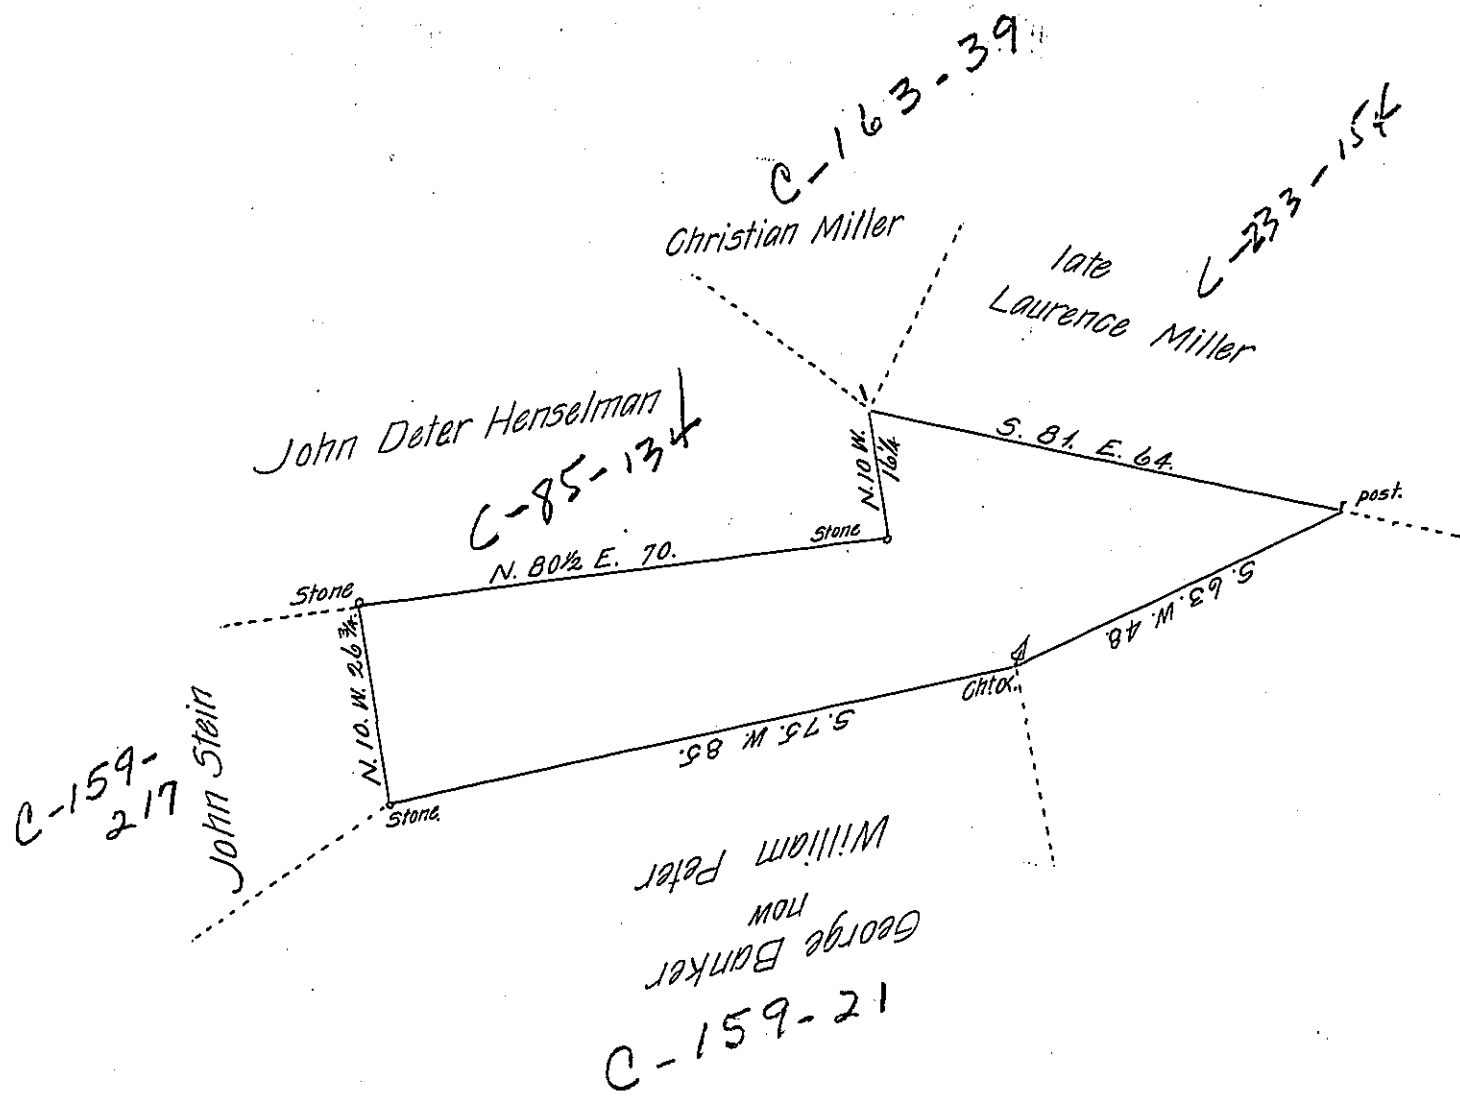 C-163-39
Christian Miller
late
Laurence Miller
John Deter Henselman
C-85-134
S. 81. E. 64.
N. 10 W.
16¼
post.
Stone
N. 80½ E. 70.
Stone
S. 63. W. 48.
N. 10. W. 26¾.
S. 75. W. 85.
Stone.
John Stein
C-159-
217
George Banker
now
William Peter
C-159-21